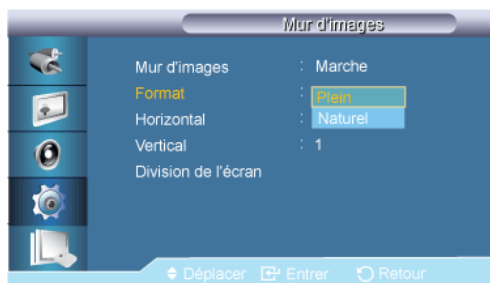 Mur d'images
Mur d'images : Marche
Format : Plein
Horizontal : Naturel
Vertical : 1
Division de l'écran
Déplacer Entrer Retour